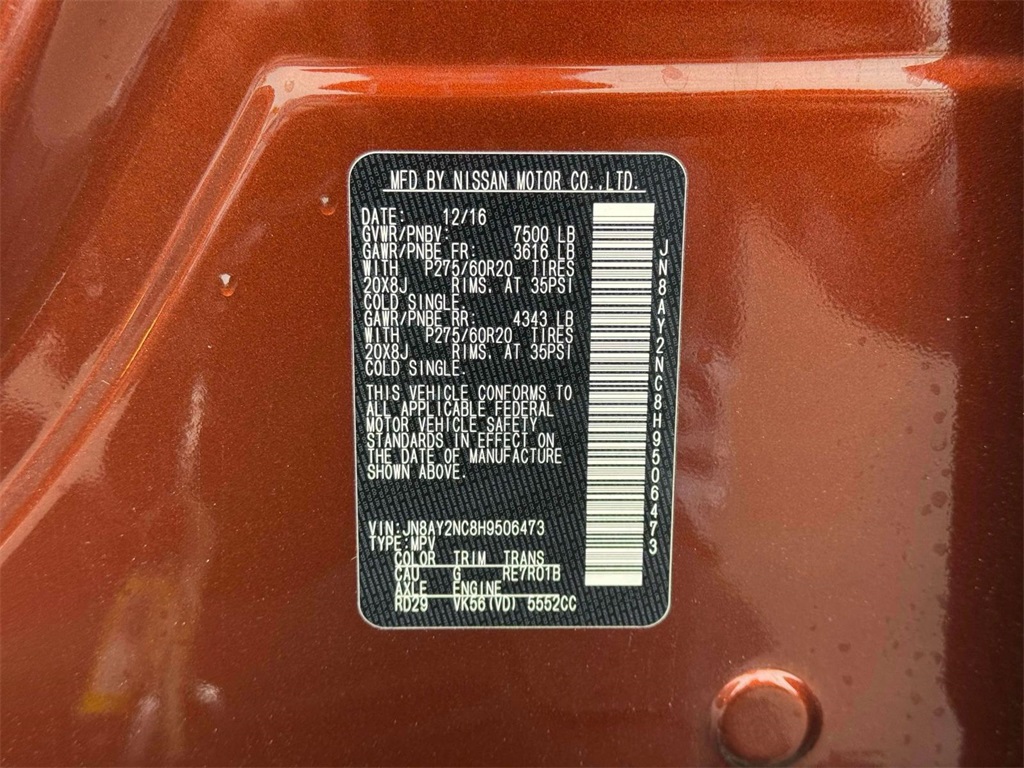 MFD BY NISSAN MOTOR CO.,LTD.
DATE: 12/16
GVWR/PNBV: 7500 LB
GAWR/PNBE FR: 3616 LB
WITH P275/60R20 TIRES
20X8J RIMS. AT 35PSI
COLD SINGLE.
GAWR/PNBE RR: 4343 LB
WITH P275/60R20 TIRES
20X8J RIMS. AT 35PSI
COLD SINGLE.
THIS VEHICLE CONFORMS TO
ALL APPLICABLE FEDERAL
MOTOR VEHICLE SAFETY
STANDARDS IN EFFECT ON
THE DATE OF MANUFACTURE
SHOWN ABOVE.
VIN:JN8AY2NC8H9506473
TYPE:MPV
COLOR TRIM TRANS
CAU G RE7R01B
AXLE ENGINE
RD29 VK56(VD) 5552CC
JN8AY2NC8H9506473